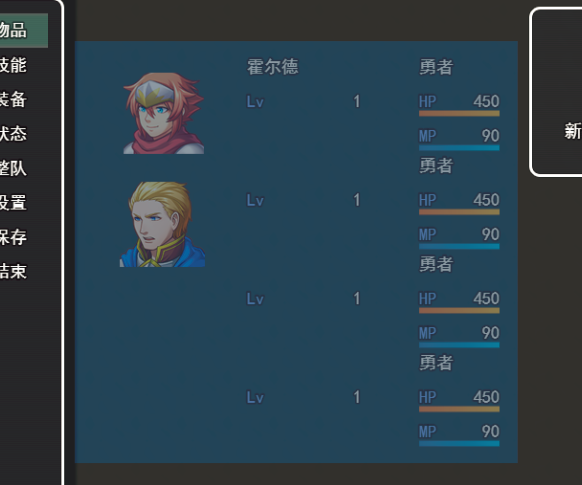 物品
技能
装备
状态
整队
设置
保存
结束
霍尔德 勇者
Lv 1 HP 450
MP 90
勇者
Lv 1 HP 450
MP 90
勇者
Lv 1 HP 450
MP 90
勇者
Lv 1 HP 450
MP 90
新